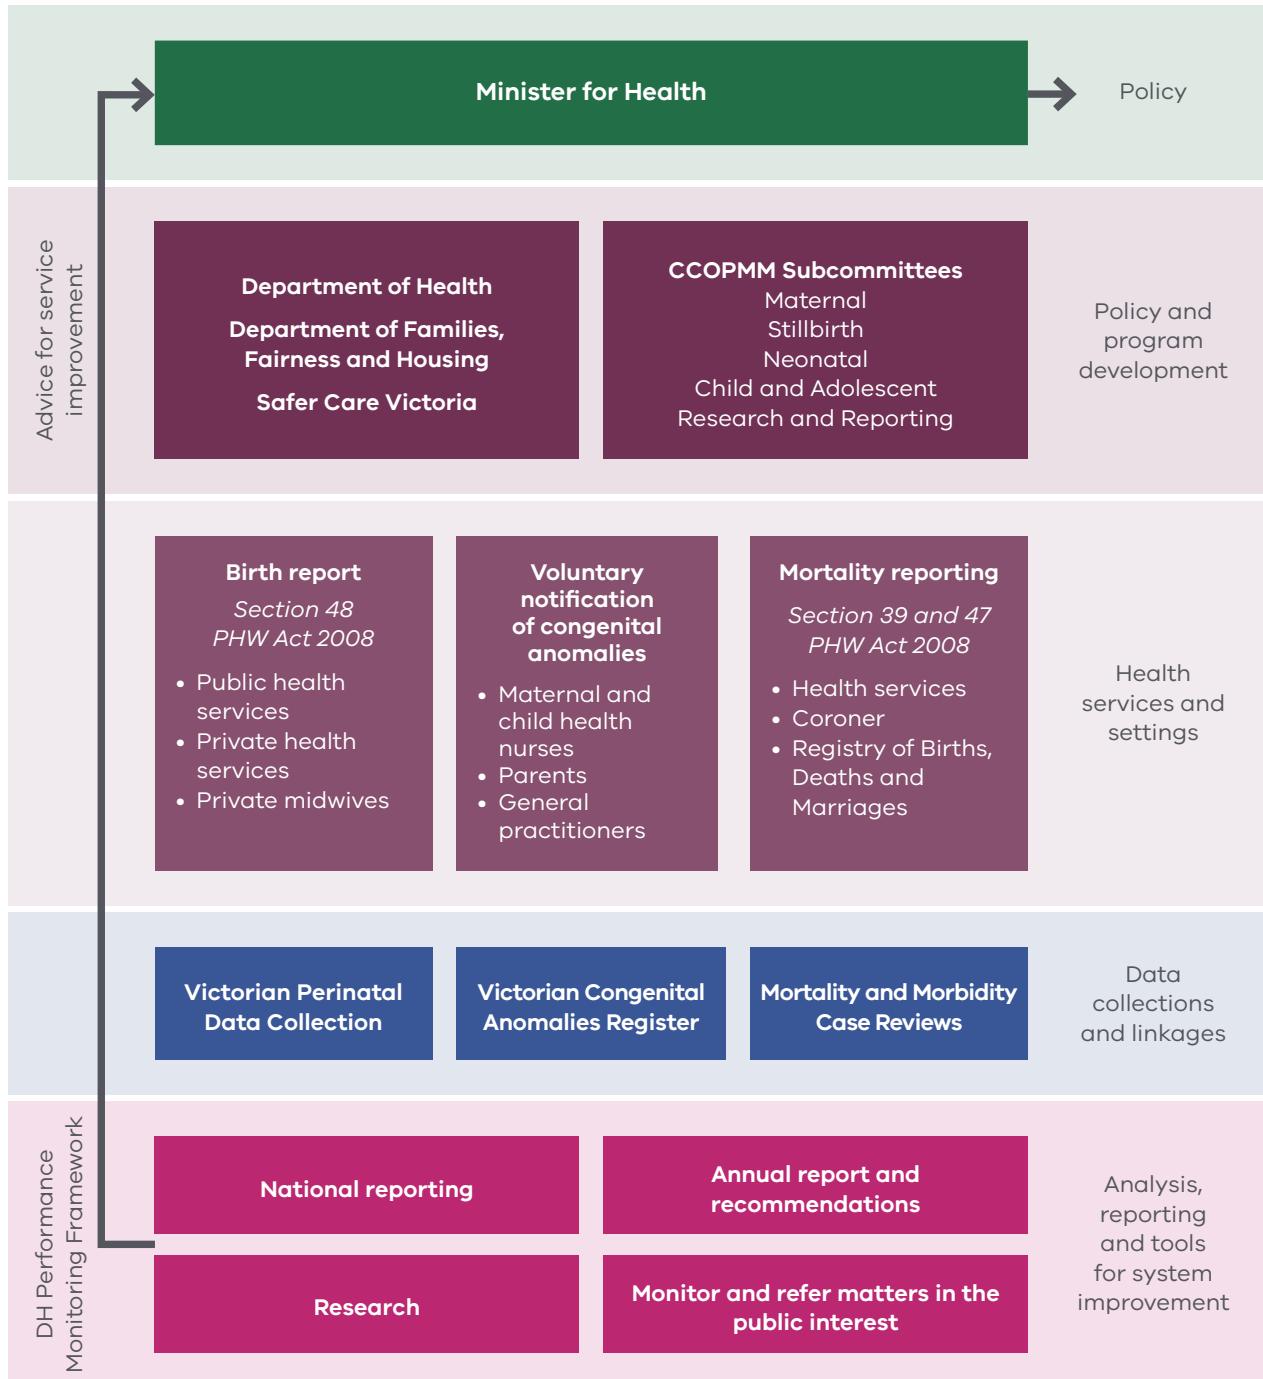 Minister for Health
Policy
Advice for service
improvement
Department of Health
Department of Families,
Fairness and Housing
Safer Care Victoria
CCOPMM Subcommittees
Maternal
Stillbirth
Neonatal
Child and Adolescent
Research and Reporting
Policy and
program
development
Birth report
Section 48
PHW Act 2008
• Public health
services
• Private health
services
• Private midwives
Voluntary
notification
of congenital
anomalies
• Maternal and
child health
nurses
• Parents
• General
practitioners
Mortality reporting
Section 39 and 47
PHW Act 2008
• Health services
• Coroner
• Registry of Births,
Deaths and
Marriages
Health
services and
settings
Victorian Perinatal
Data Collection
Victorian Congenital
Anomalies Register
Mortality and Morbidity
Case Reviews
Data
collections
and linkages
DH Performance
Monitoring Framework
National reporting
Annual report and
recommendations
Research
Monitor and refer matters in the
public interest
Analysis,
reporting
and tools
for system
improvement